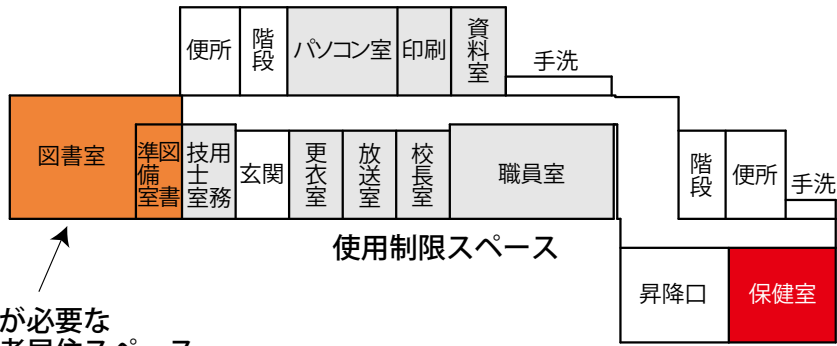 便所
階段
パソコン室
印刷
資料室
手洗
図書室
図書準備室
用務技士室
玄関
更衣室
放送室
校長室
職員室
階段
便所
手洗
使用制限スペース
昇降口
保健室
が必要な